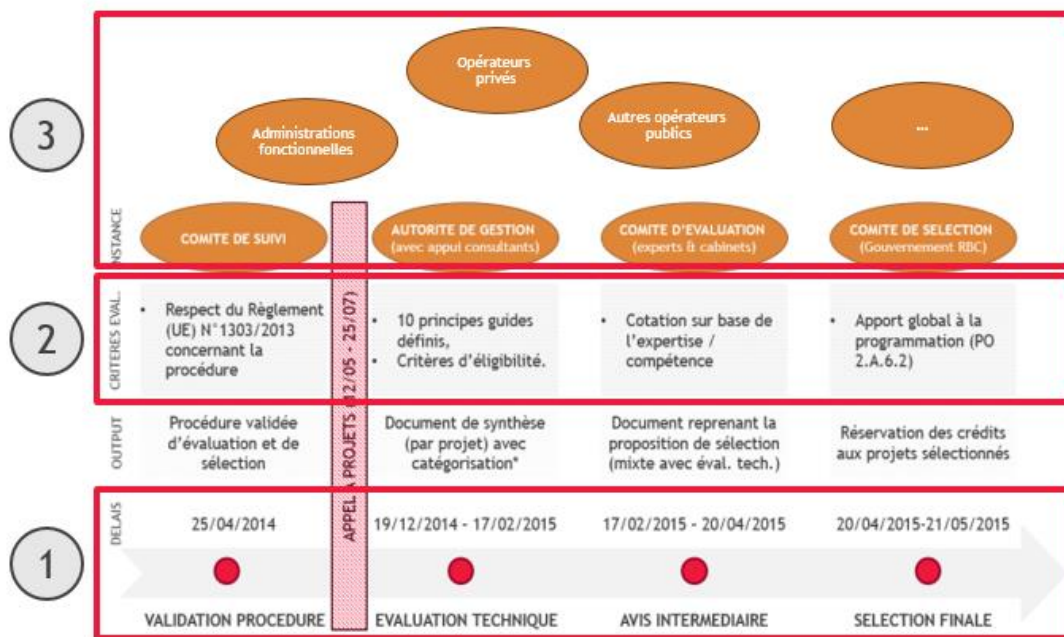 3
Opérateurs
privés
Administrations
fonctionnelles
Autres opérateurs
publics
...
INSTANCE
COMITE DE SUIVI
AUTORITE DE GESTION
(avec appui consultants)
COMITE D'EVALUATION
(experts & cabinets)
COMITE DE SELECTION
(Gouvernement RBC)
APPEL A PROJETS (12/05 - 25/07)
2
CRITERES EVAL.
• Respect du Règlement
(UE) N°1303/2013
concernant la
procédure
• 10 principes guides
définis,
• Critères d'éligibilité.
• Cotation sur base de
l'expertise /
compétence
• Apport global à la
programmation (PO
2.A.6.2)
OUTPUT
Procédure validée
d'évaluation et de
sélection
Document de synthèse
(par projet) avec
catégorisation*
Document reprenant la
proposition de sélection
(mixte avec éval. tech.)
Réservation des crédits
aux projets sélectionnés
1
DELAIS
25/04/2014
19/12/2014 - 17/02/2015
17/02/2015 - 20/04/2015
20/04/2015-21/05/2015
VALIDATION PROCEDURE
EVALUATION TECHNIQUE
AVIS INTERMEDIAIRE
SELECTION FINALE